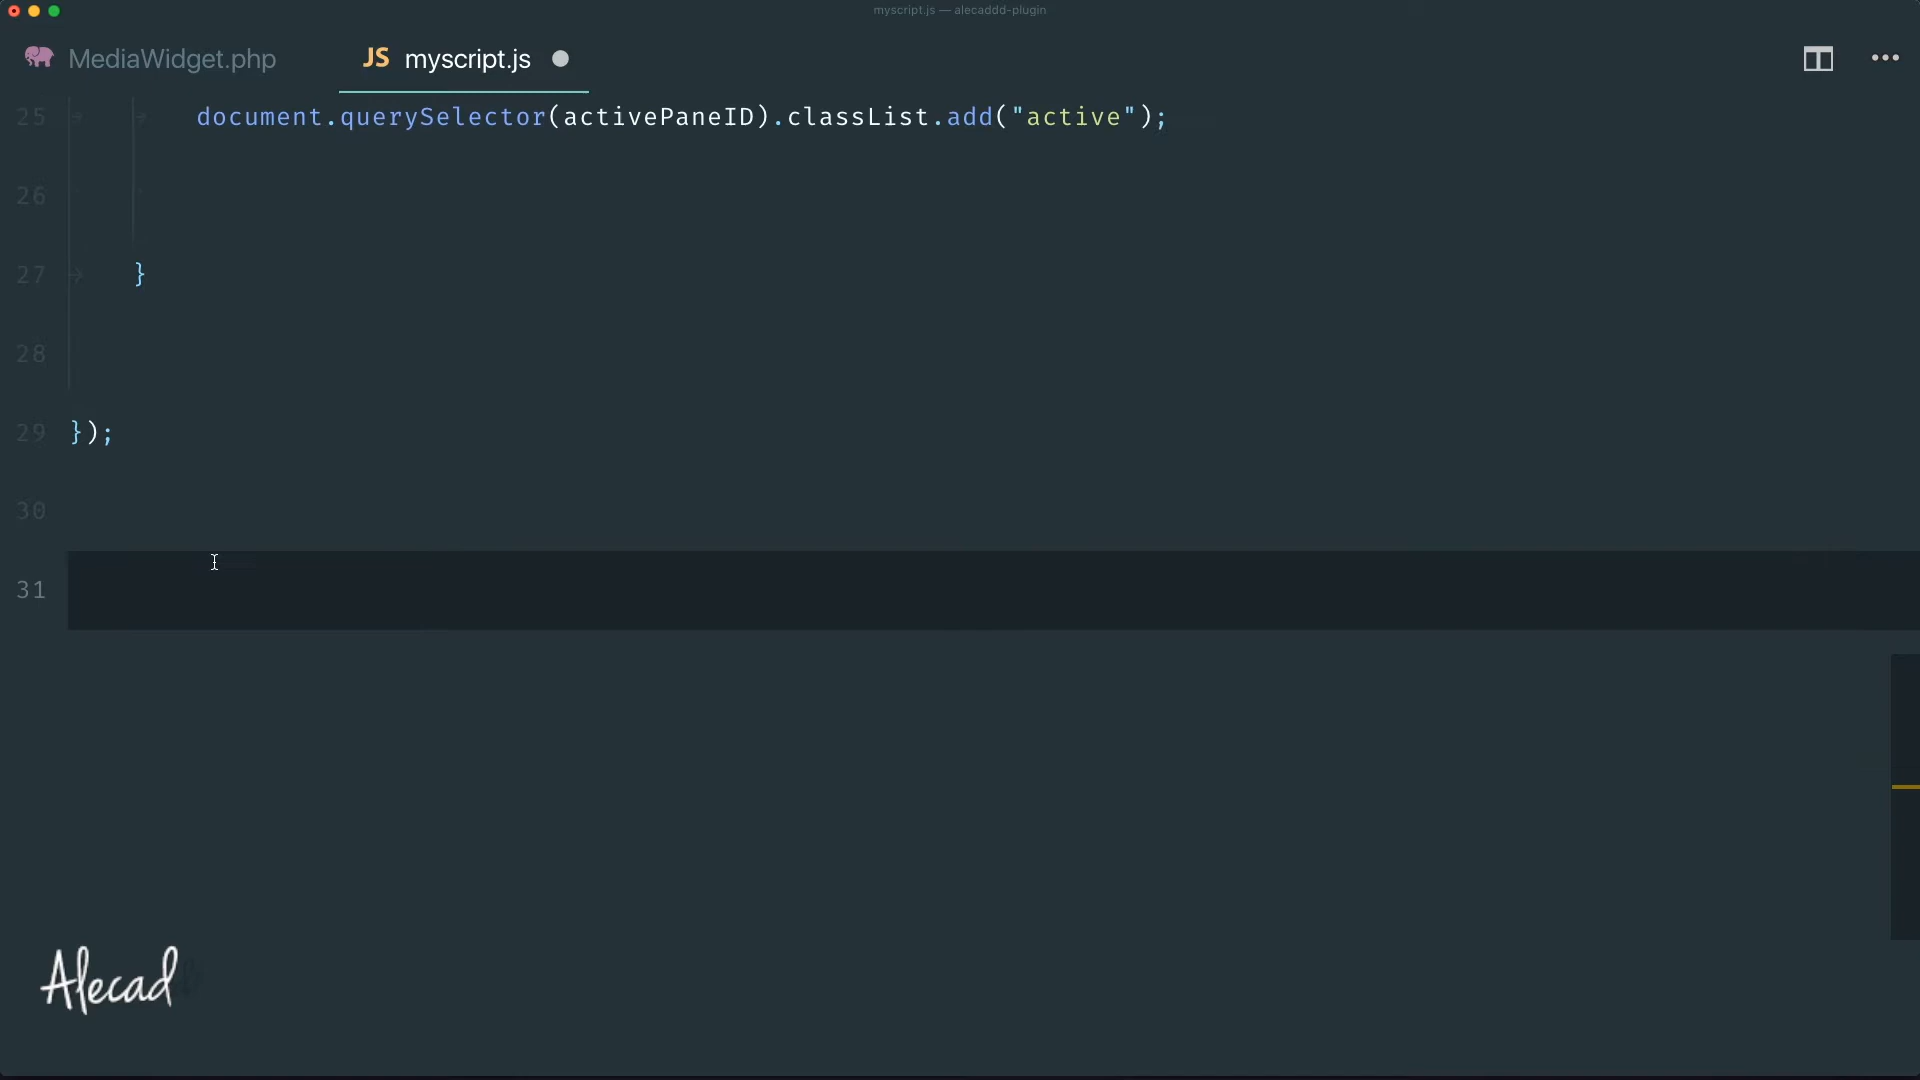 myscript.js — alecaddd-plugin
MediaWidget.php
JS myscript.js
25 document.querySelector(activePaneID).classList.add("active");
26
27 }
28
29 });
30
31
Alecad